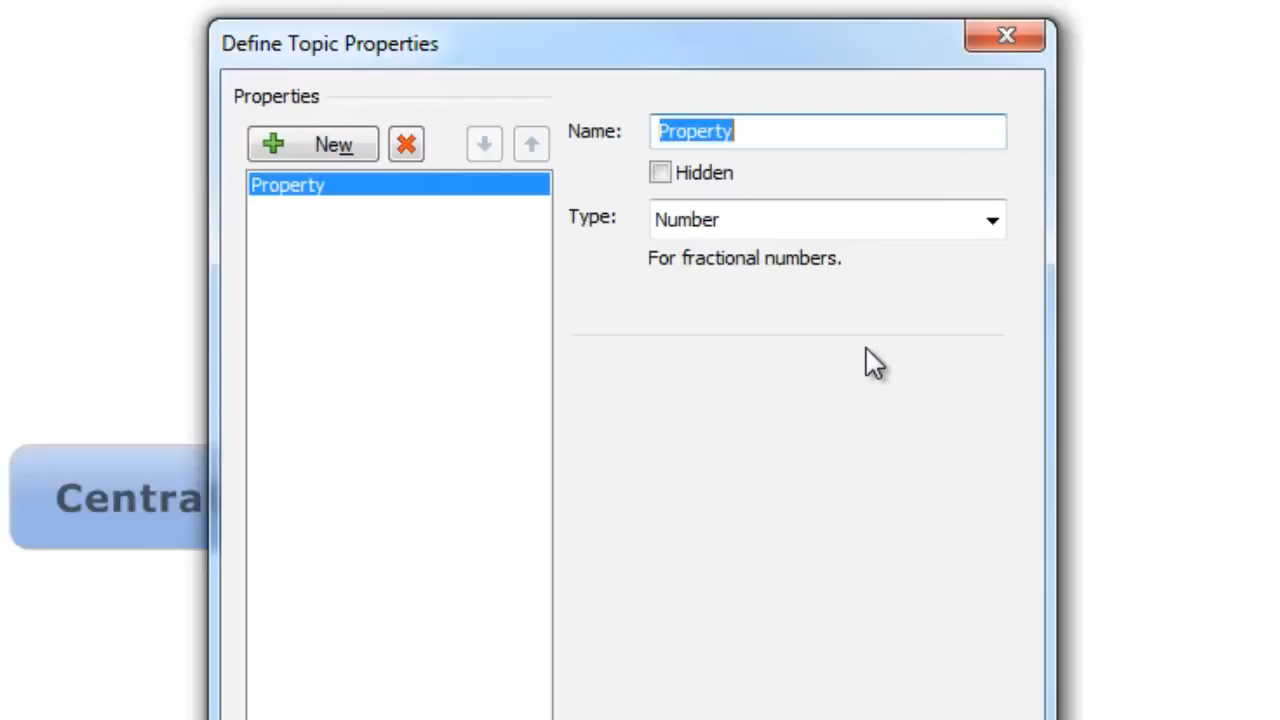 Define Topic Properties
Properties
New
Property
Name: Property
Hidden
Type: Number
For fractional numbers.
Centra